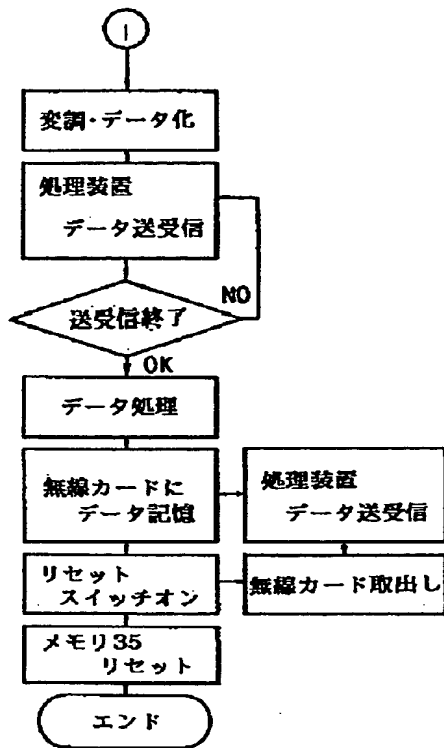 1
変調・データ化
処理装置
データ送受信
NO
送受信終了
OK
データ処理
無線カードに
データ記憶
処理装置
データ送受信
リセット
スイッチオン
無線カード取出し
メモリ35
リセット
エンド